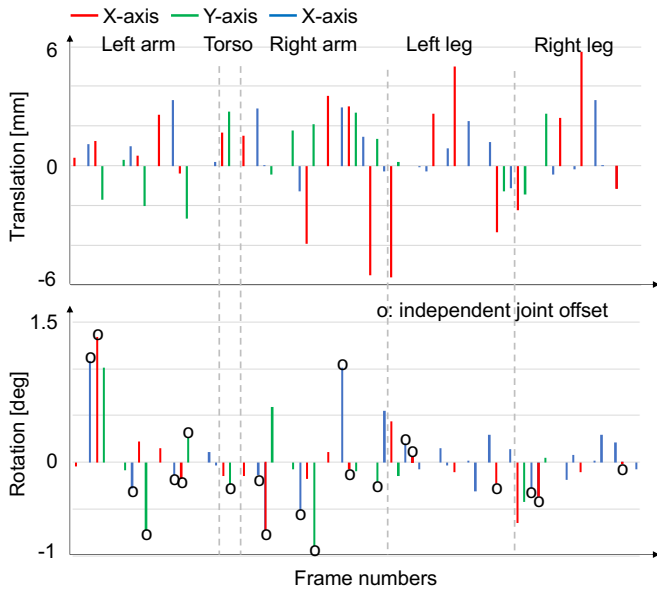 X-axis Y-axis X-axis
Left arm Torso Right arm Left leg Right leg
6
Translation [mm]
0
-6
o: independent joint offset
1.5
Rotation [deg]
0
-1
Frame numbers